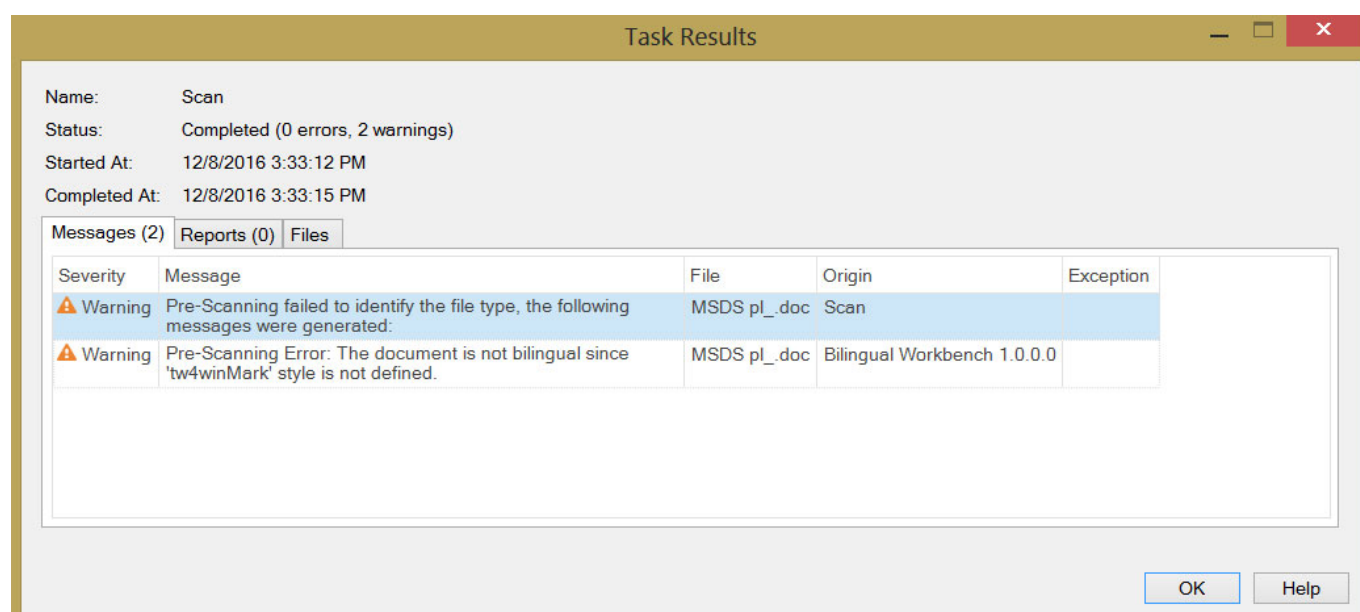 Task Results
Name: Scan
Status: Completed (0 errors, 2 warnings)
Started At: 12/8/2016 3:33:12 PM
Completed At: 12/8/2016 3:33:15 PM
Messages (2) Reports (0) Files
Severity Message File Origin Exception
Warning Pre-Scanning failed to identify the file type, the following MSDS pl_.doc Scan
messages were generated:
Warning Pre-Scanning Error: The document is not bilingual since MSDS pl_.doc Bilingual Workbench 1.0.0.0
'tw4winMark' style is not defined.
OK Help